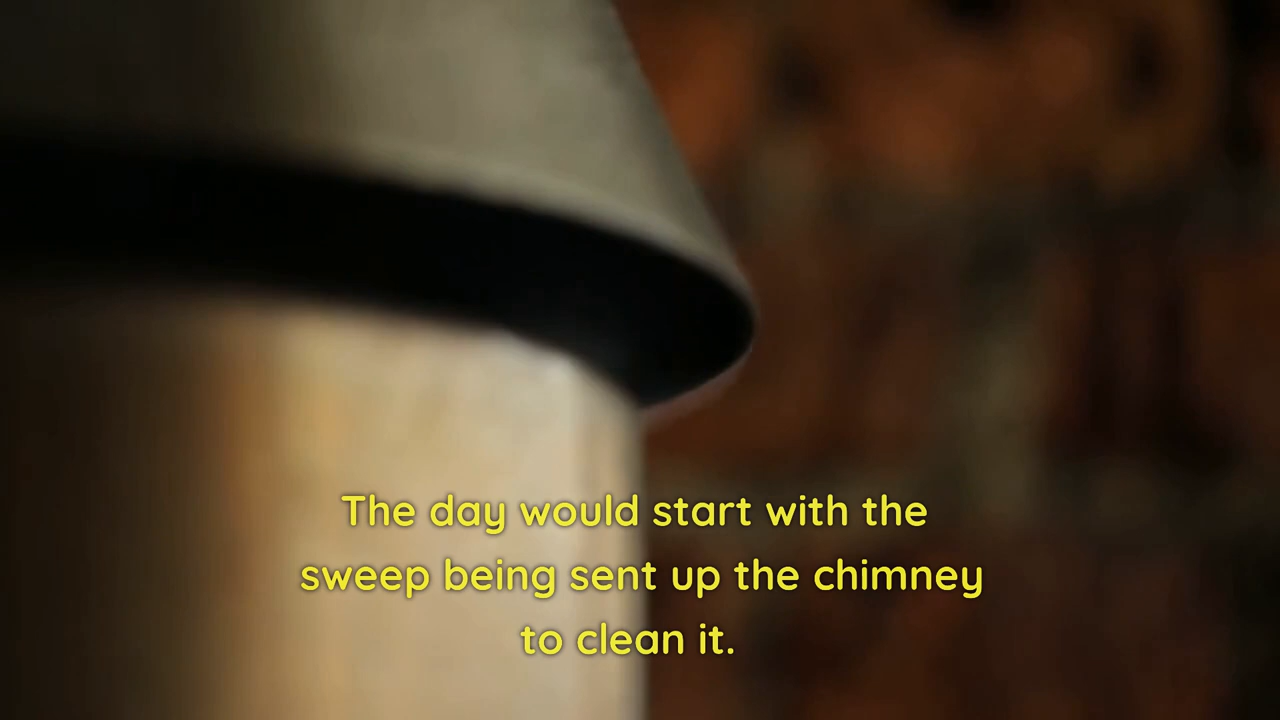 The day would start with the
sweep being sent up the chimney
to clean it.